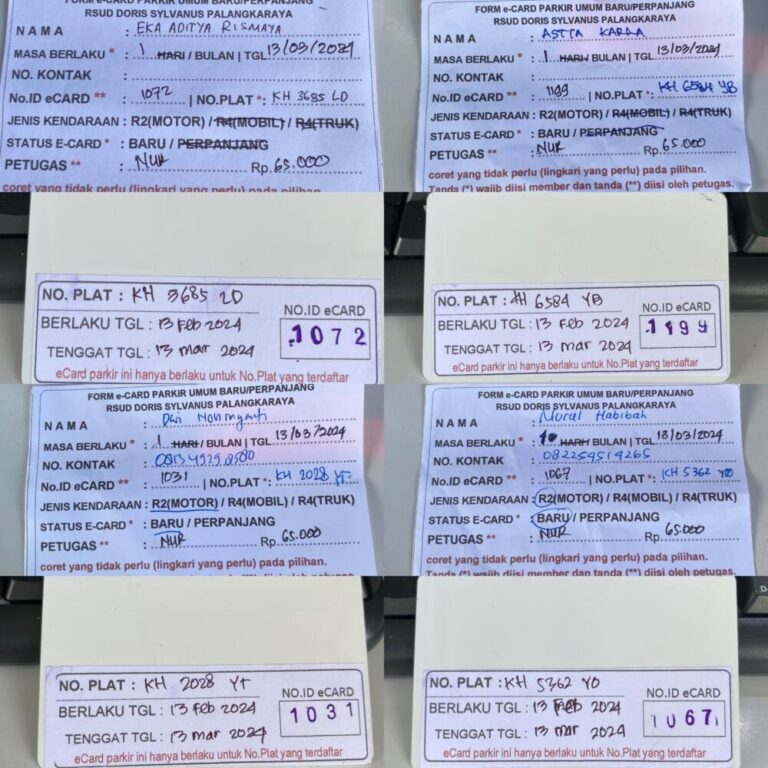 FORM e-CARD PARKIR UMUM BARU/PERPANJANG
RSUD DORIS SYLVANUS PALANGKARAYA
NAMA : EKA ADITYA RISMAYA
MASA BERLAKU * : 1 HARI / BULAN | TGL 13/03/2024
NO. KONTAK :
No.ID eCARD ** : 1072 | NO.PLAT *: KH 3685 LD
JENIS KENDARAAN : R2(MOTOR) / R4(MOBIL) / R4(TRUK)
STATUS E-CARD * : BARU / PERPANJANG
PETUGAS ** : NUR Rp. 65.000
coret yang tidak perlu (lingkari yang perlu) pada pilihan.
FORM e-CARD PARKIR UMUM BARU/PERPANJANG
RSUD DORIS SYLVANUS PALANGKARAYA
NAMA : ASTTA KARDA
MASA BERLAKU * : 1 HARI / BULAN | TGL 13/03/2024
NO. KONTAK :
No.ID eCARD ** : 1199 | NO.PLAT *: KH 6584 YB
JENIS KENDARAAN : R2(MOTOR) / R4(MOBIL) / R4(TRUK)
STATUS E-CARD * : BARU / PERPANJANG
PETUGAS ** : NUR Rp. 65.000
coret yang tidak perlu (lingkari yang perlu) pada pilihan.
Tanda (*) wajib diisi member dan tanda (**) diisi oleh petugas.
NO. PLAT : KH 3685 LD
BERLAKU TGL : 13 Feb 2024
TENGGAT TGL : 13 mar 2024
NO.ID eCARD
1072
eCard parkir ini hanya berlaku untuk No.Plat yang terdaftar
NO. PLAT : KH 6584 YB
BERLAKU TGL : 13 Feb 2024
TENGGAT TGL : 13 mar 2024
NO.ID eCARD
1199
eCard parkir ini hanya berlaku untuk No.Plat yang terdaftar
FORM e-CARD PARKIR UMUM BARU/PERPANJANG
RSUD DORIS SYLVANUS PALANGKARAYA
NAMA :
MASA BERLAKU * : 1 HARI / BULAN | TGL 13/03/2024
NO. KONTAK :
No.ID eCARD ** : 1031 | NO.PLAT *: KH 2028 YT
JENIS KENDARAAN : R2(MOTOR) / R4(MOBIL) / R4(TRUK)
STATUS E-CARD * : BARU / PERPANJANG
PETUGAS ** : NUR Rp. 65.000
coret yang tidak perlu (lingkari yang perlu) pada pilihan.
FORM e-CARD PARKIR UMUM BARU/PERPANJANG
RSUD DORIS SYLVANUS PALANGKARAYA
NAMA : Nurul Habibah
MASA BERLAKU * : HARI / BULAN | TGL 13/03/2024
NO. KONTAK : 082254514265
No.ID eCARD ** : 1067 | NO.PLAT *: KH 5362 YO
JENIS KENDARAAN : R2(MOTOR) / R4(MOBIL) / R4(TRUK)
STATUS E-CARD * : BARU / PERPANJANG
PETUGAS ** : NUR Rp. 65.000
coret yang tidak perlu (lingkari yang perlu) pada pilihan.
Tanda (*) wajib diisi member dan tanda (**) diisi oleh petugas.
NO. PLAT : KH 2028 YT
BERLAKU TGL : 13 Feb 2024
TENGGAT TGL : 13 mar 2024
NO.ID eCARD
1031
eCard parkir ini hanya berlaku untuk No.Plat yang terdaftar
NO. PLAT : KH 5362 YO
BERLAKU TGL : 13 Feb 2024
TENGGAT TGL : 13 mar 2024
NO.ID eCARD
1067
eCard parkir ini hanya berlaku untuk No.Plat yang terdaftar